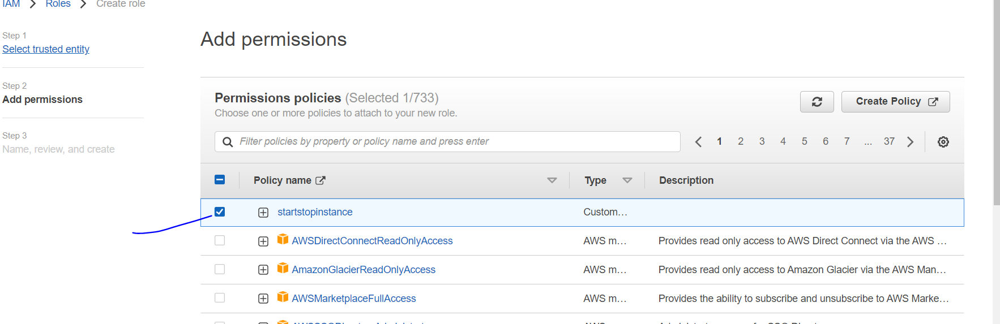 IAM > Roles > Create role
Step 1
Select trusted entity
Step 2
Add permissions
Step 3
Name, review, and create
Add permissions
Permissions policies (Selected 1/733)
Choose one or more policies to attach to your new role.
Create Policy
Filter policies by property or policy name and press enter
1 2 3 4 5 6 7 ... 37
Policy name Type Description
startstopinstance Custom...
AWSDirectConnectReadOnlyAccess AWS m... Provides read only access to AWS Direct Connect via the AWS ...
AmazonGlacierReadOnlyAccess AWS m... Provides read only access to Amazon Glacier via the AWS Man...
AWSMarketplaceFullAccess AWS m... Provides the ability to subscribe and unsubscribe to AWS Marke...